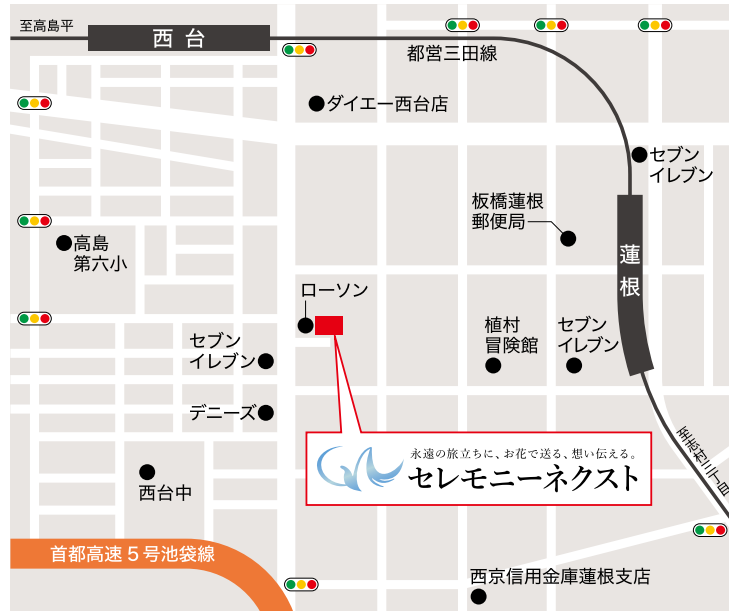 至高島平
西台
都営三田線
ダイエー西台店
セブン
イレブン
板橋蓮根
郵便局
高島
第六小
蓮根
ローソン
植村
冒険館
セブン
イレブン
セブン
イレブン
デニーズ
至志村三丁目
永遠の旅立ちに、お花で送る、想い伝える。
セレモニーネクスト
西台中
首都高速5号池袋線
西京信用金庫蓮根支店